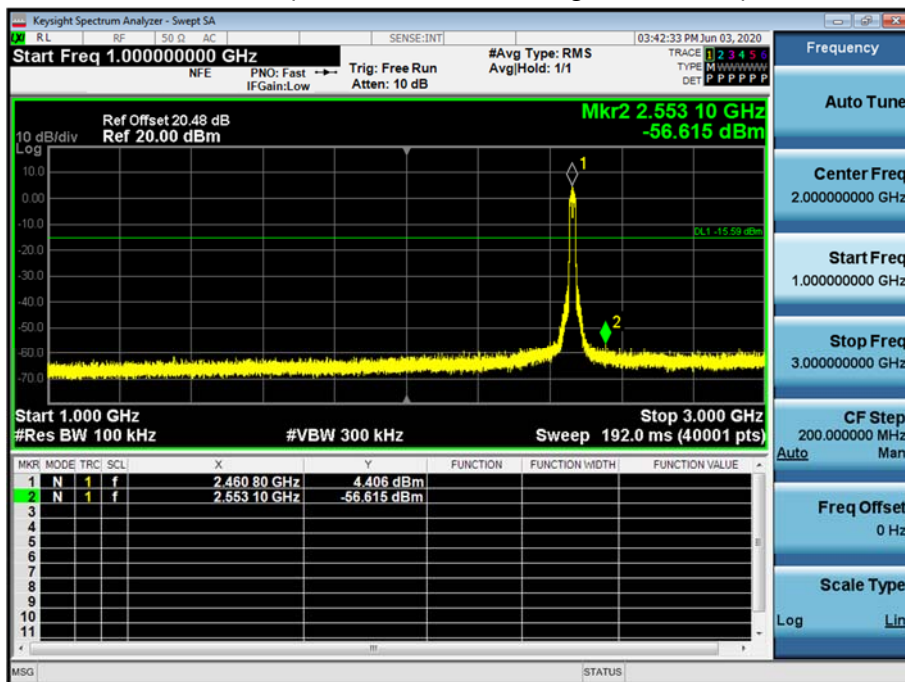 Keysight Spectrum Analyzer - Swept SA
LXI RL RF 50 Ω AC SENSE:INT 03:42:33 PM Jun 03, 2020
Start Freq 1.000000000 GHz
NFE PNO: Fast Trig: Free Run #Avg Type: RMS TRACE 1 2 3 4 5 6
IFGain:Low Atten: 10 dB Avg|Hold: 1/1 TYPE M W W W W W
DET P P P P P P
Mkr2 2.553 10 GHz
-56.615 dBm
Ref Offset 20.48 dB
10 dB/div Ref 20.00 dBm
Log
10.0
0.00
-10.0
-20.0
-30.0
-40.0
-50.0
-60.0
-70.0
1
DL1 -15.59 dBm
2
Start 1.000 GHz Stop 3.000 GHz
#Res BW 100 kHz #VBW 300 kHz Sweep 192.0 ms (40001 pts)
MKR MODE TRC SCL X Y FUNCTION FUNCTION WIDTH FUNCTION VALUE
1 N 1 f 2.460 80 GHz 4.406 dBm
2 N 1 f 2.553 10 GHz -56.615 dBm
3
4
5
6
7
8
9
10
11
MSG STATUS
Frequency
Auto Tune
Center Freq
2.000000000 GHz
Start Freq
1.000000000 GHz
Stop Freq
3.000000000 GHz
CF Step
200.000000 MHz
Auto Man
Freq Offset
0 Hz
Scale Type
Log Lin